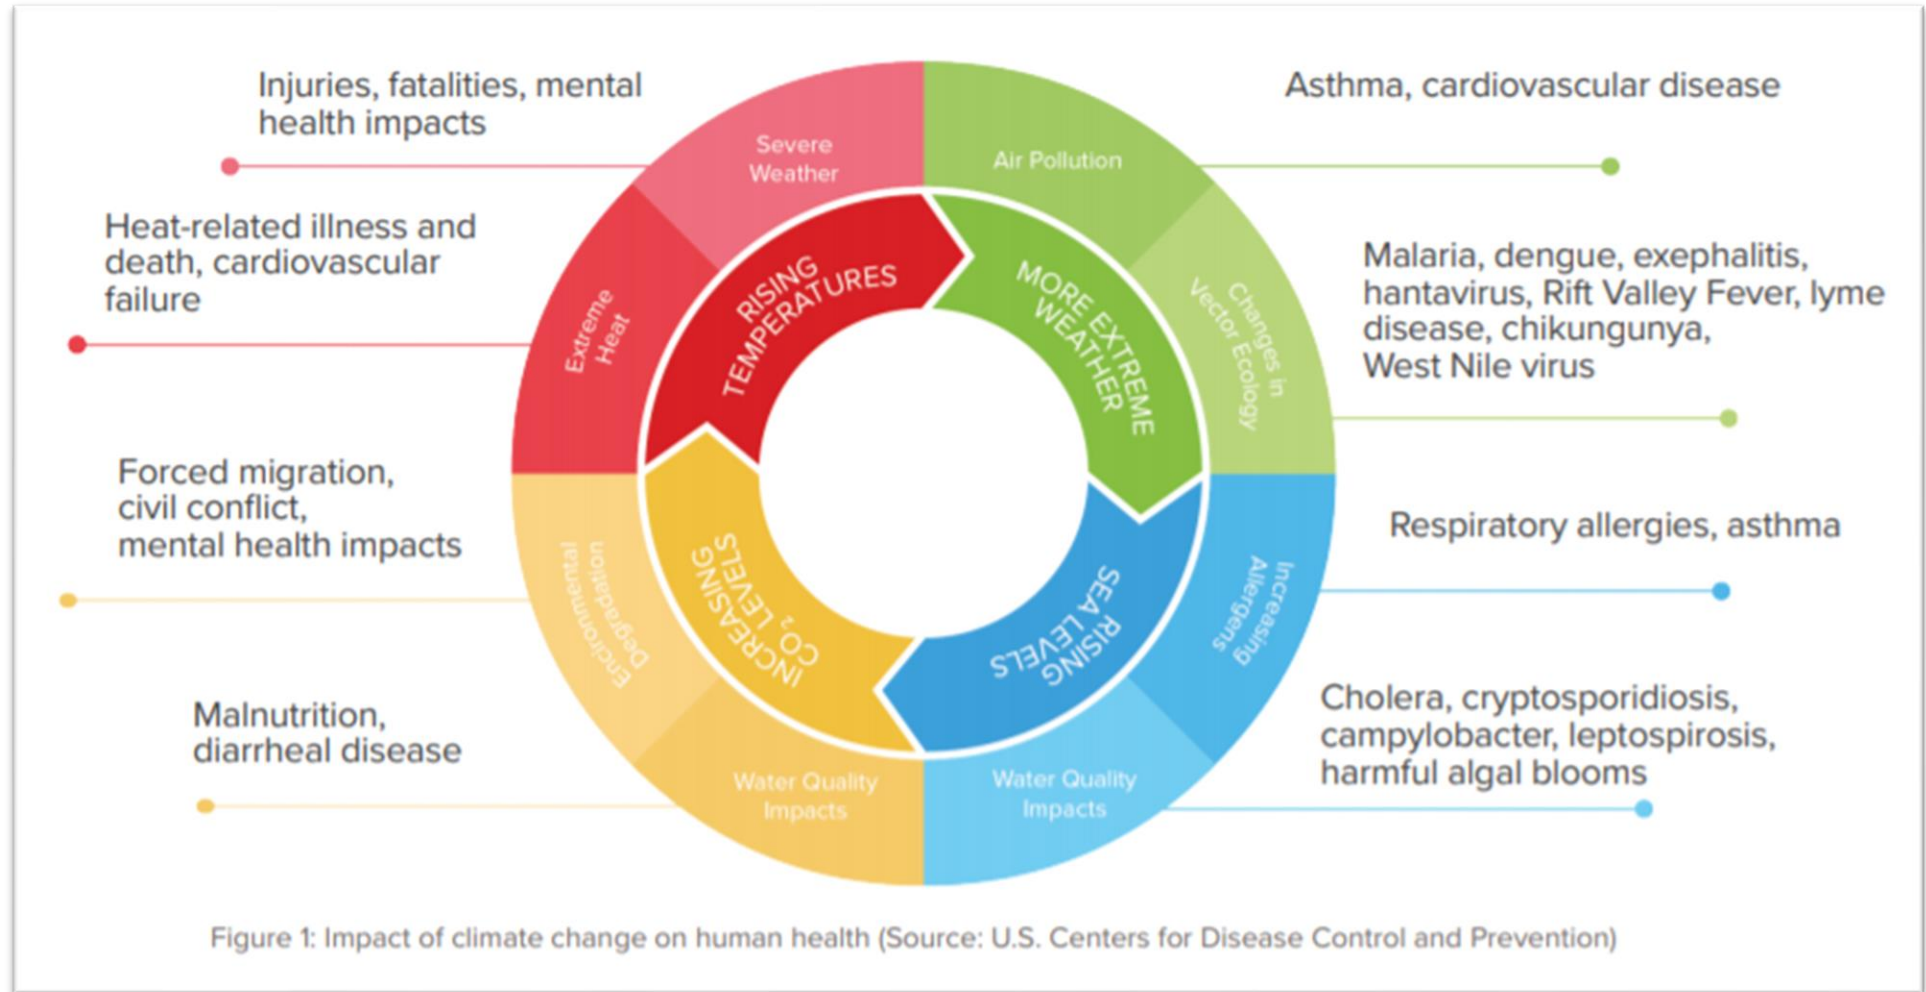 Injuries, fatalities, mental
health impacts
Asthma, cardiovascular disease
Severe
Weather
Air Pollution
Heat-related illness and
death, cardiovascular
failure
Malaria, dengue, exephalitis,
hantavirus, Rift Valley Fever, lyme
disease, chikungunya,
West Nile virus
Extreme
Heat
RISING
TEMPERATURES
MORE EXTREME
WEATHER
Changes in
Vector Ecology
Forced migration,
civil conflict,
mental health impacts
Respiratory allergies, asthma
Encironmental
Degradation
INCREASING
CO₂ LEVELS
RISING
SEA LEVELS
Increasing
Allergens
Malnutrition,
diarrheal disease
Cholera, cryptosporidiosis,
campylobacter, leptospirosis,
harmful algal blooms
Water Quality
Impacts
Water Quality
Impacts
Figure 1: Impact of climate change on human health (Source: U.S. Centers for Disease Control and Prevention)